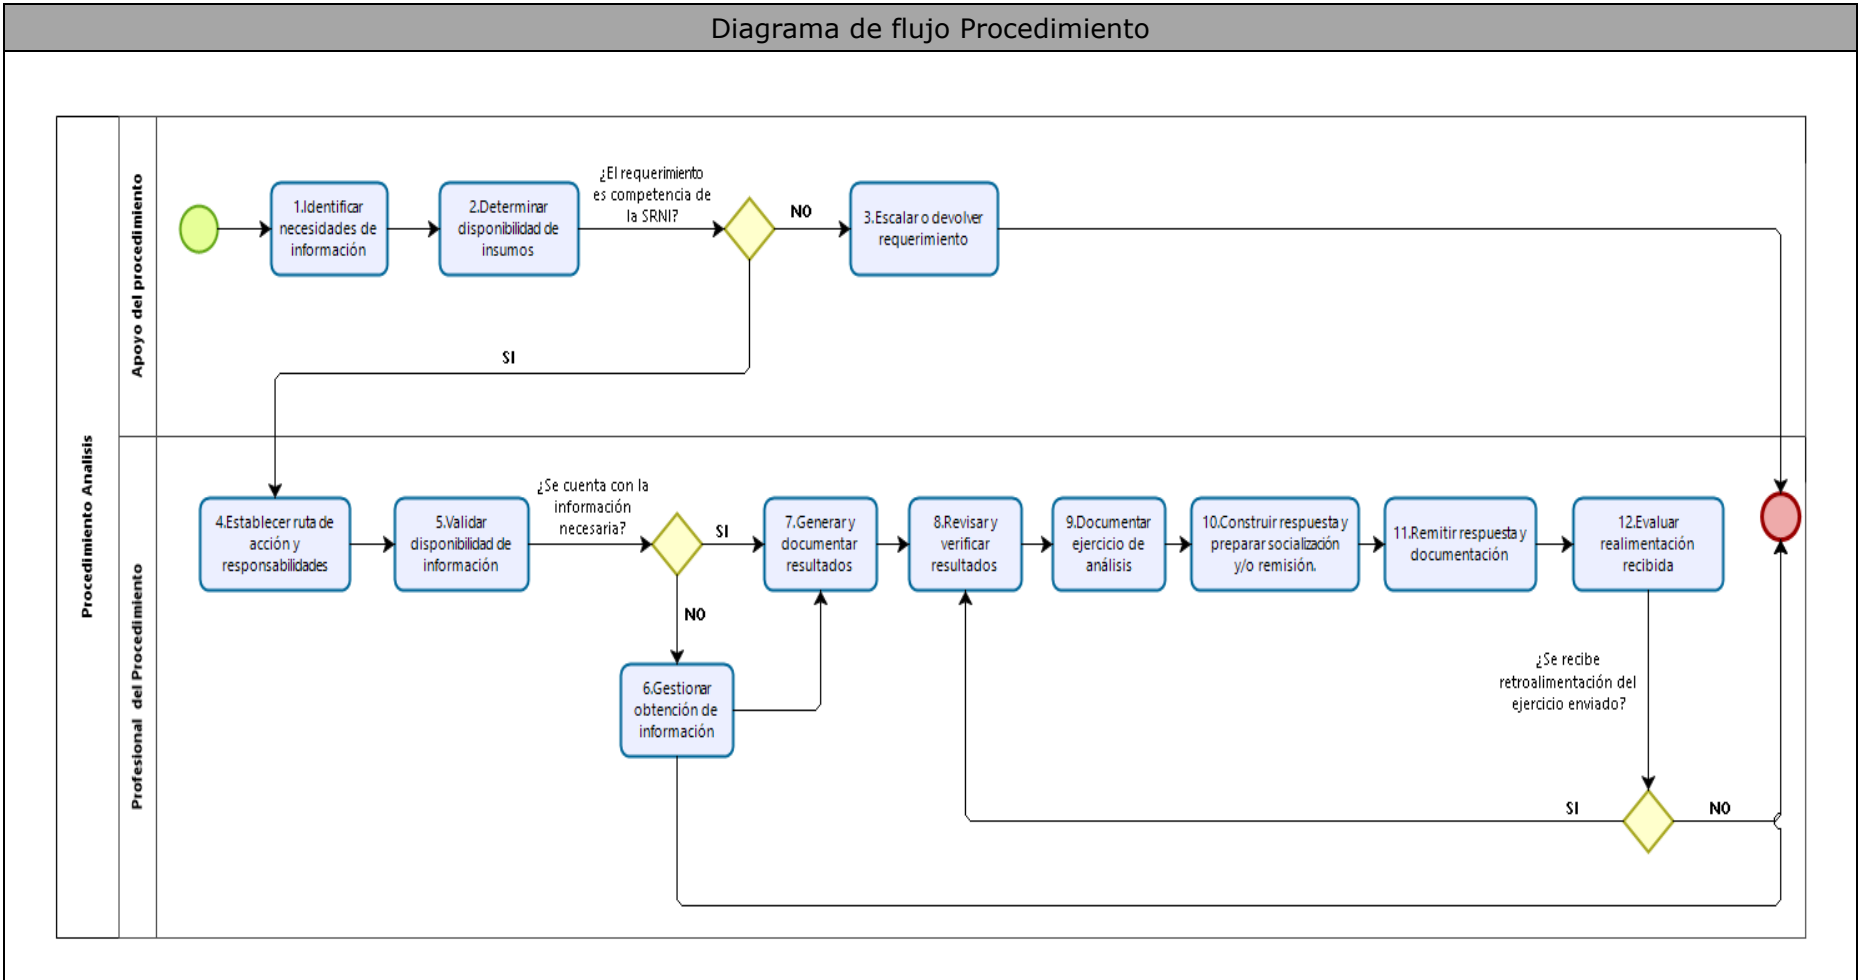 Diagrama de flujo Procedimiento
Procedimiento Analisis
Apoyo del procedimiento
1.Identificar
necesidades de
información
2.Determinar
disponibilidad de
insumos
¿El requerimiento
es competencia de
la SRNI?
NO
3.Escalar o devolver
requerimiento
SI
Profesional del Procedimiento
4.Establecer ruta de
acción y
responsabilidades
5.Validar
disponibilidad de
información
¿Se cuenta con la
información
necesaria?
SI
NO
6.Gestionar
obtención de
información
7.Generar y
documentar
resultados
8.Revisar y
verificar
resultados
9.Documentar
ejercicio de
análisis
10.Construir respuesta y
preparar socialización
y/o remisión.
11.Remitir respuesta y
documentación
12.Evaluar
realimentación
recibida
¿Se recibe
retroalimentación del
ejercicio enviado?
SI
NO